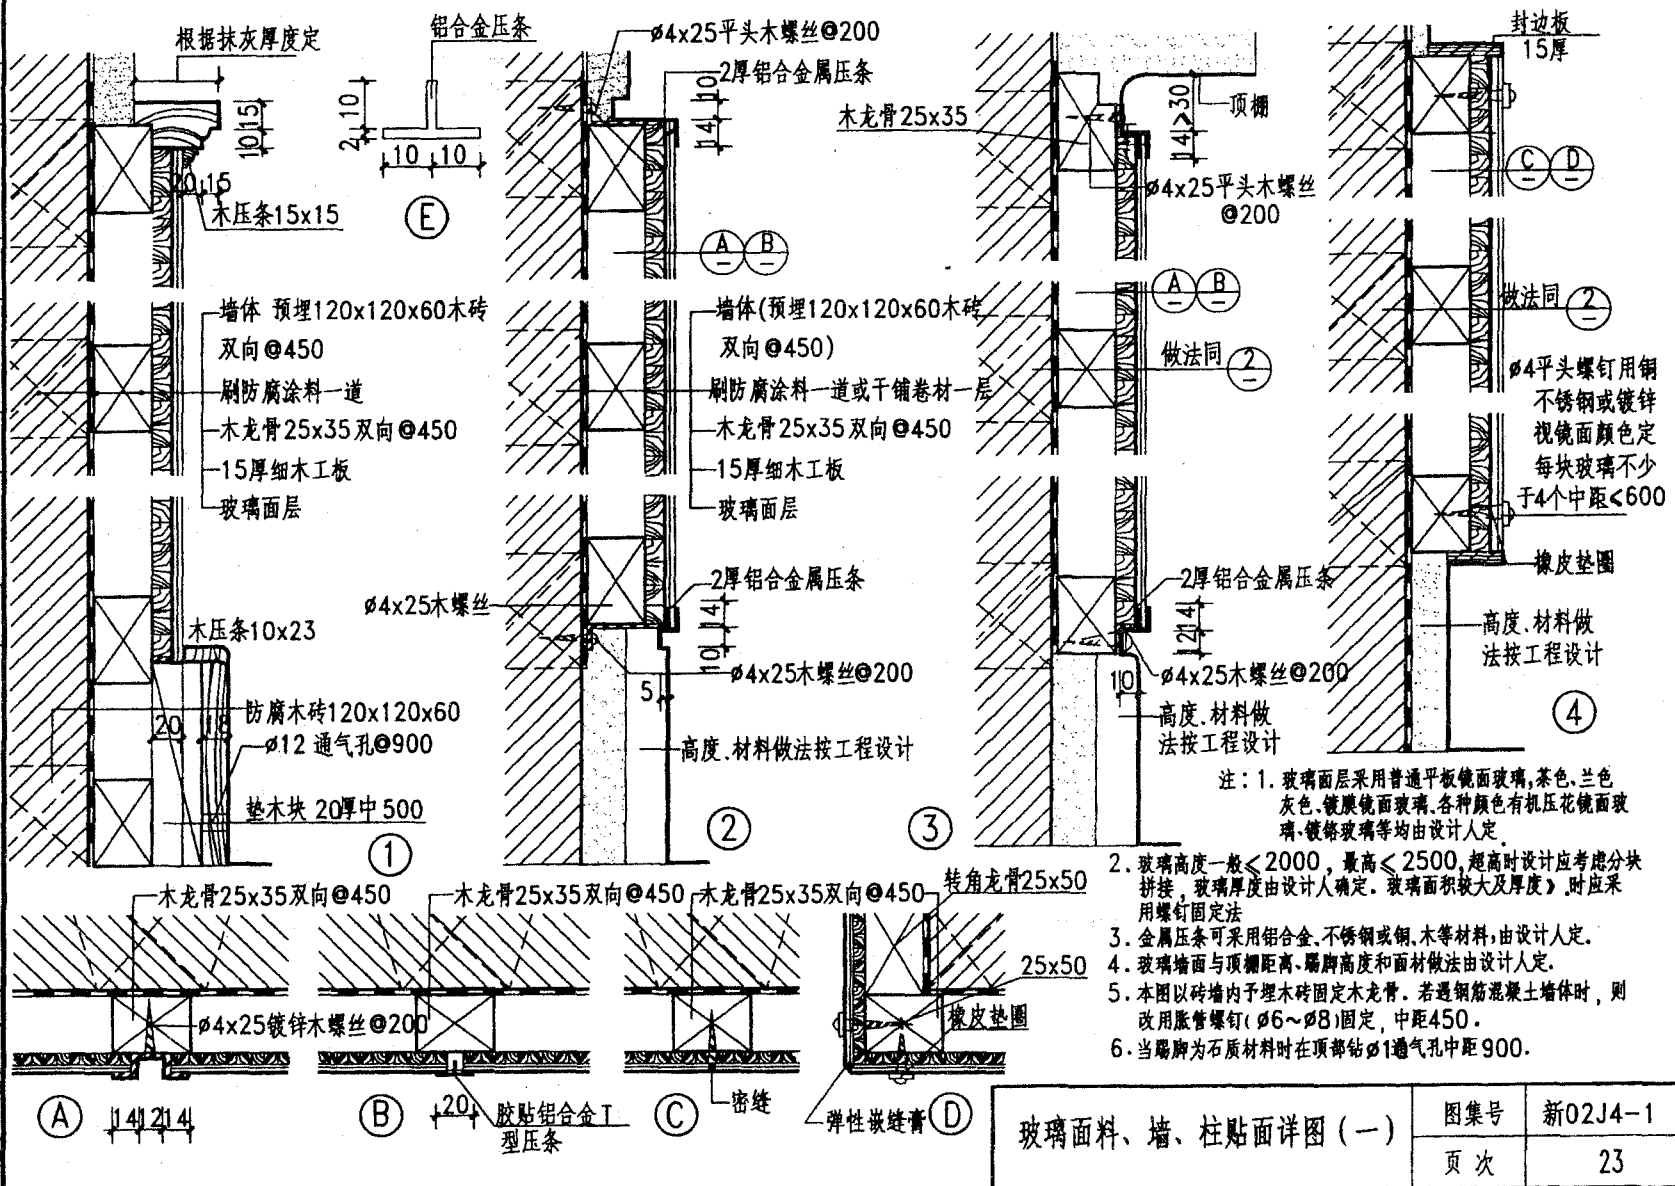 根据抹灰厚度定
15
10
20 15
木压条15x15
墙体 预埋120x120x60木砖
双向@450
刷防腐涂料一道
木龙骨25x35双向@450
15厚细木工板
玻璃面层
木压条10x23
20
18
防腐木砖120x120x60
ø12 通气孔@900
垫木块 20厚中500
1
铝合金压条
10
2
10 10
E
ø4x25平头木螺丝@200
2厚铝合金属压条
10
14
A B
墙体(预埋120x120x60木砖
双向@450)
刷防腐涂料一道或干铺卷材一层
木龙骨25x35双向@450
15厚细木工板
玻璃面层
2厚铝合金属压条
ø4x25木螺丝
14
10
ø4x25木螺丝@200
5
高度.材料做法按工程设计
2
木龙骨25x35
>30
14
顶棚
ø4x25平头木螺丝
@200
A B
做法同 2
2厚铝合金属压条
14
12
ø4x25木螺丝@200
10
高度.材料做
法按工程设计
3
封边板
15厚
C D
做法同 2
ø4平头螺钉用铜
不锈钢或镀锌
视镜面颜色定
每块玻璃不少
于4个中距<600
橡皮垫圈
高度.材料做
法按工程设计
4
注：1. 玻璃面层采用普通平板镜面玻璃,茶色.兰色
灰色.镀膜镜面玻璃.各种颜色有机压花镜面玻
璃.镀铬玻璃等均由设计人定.
2. 玻璃高度一般<2000，最高<2500,超高时设计应考虑分块
拼接，玻璃厚度由设计人确定. 玻璃面积较大及厚度》.时应采
用螺钉固定法
3. 金属压条可采用铝合金.不锈钢或铜.木等材料,由设计人定.
4. 玻璃墙面与顶棚距离.踢脚高度和面材做法由设计人定.
5. 本图以砖墙内予埋木砖固定木龙骨. 若遇钢筋混凝土墙体时，则
改用胀管螺钉(ø6~ø8)固定，中距450.
6. 当踢脚为石质材料时在顶部钻ø1通气孔中距900.
木龙骨25x35双向@450
ø4x25镀锌木螺丝@200
A
14 12 14
木龙骨25x35双向@450
B
20
胶贴铝合金T
型压条
木龙骨25x35双向@450
C
密缝
转角龙骨25x50
25x50
橡皮垫圈
弹性嵌缝膏
D
玻璃面料、墙、柱贴面详图（一）
图集号 新02J4-1
页次 23